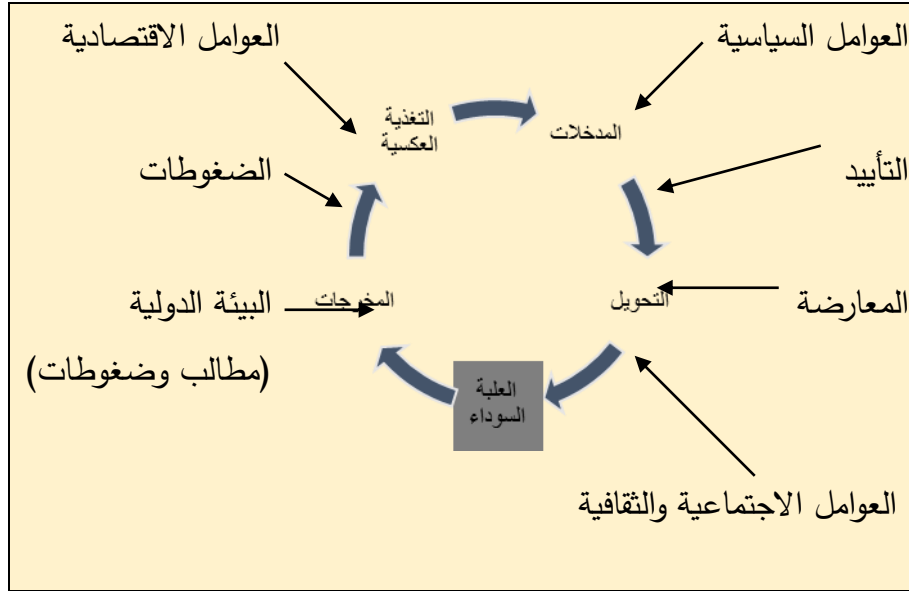 العوامل السياسية
العوامل الاقتصادية
المدخلات
التغذية
العكسية
التأييد
الضغوطات
المعارضة
التحويل
المخرجات
البيئة الدولية
(مطالب وضغوطات)
العلبة
السوداء
العوامل الاجتماعية والثقافية